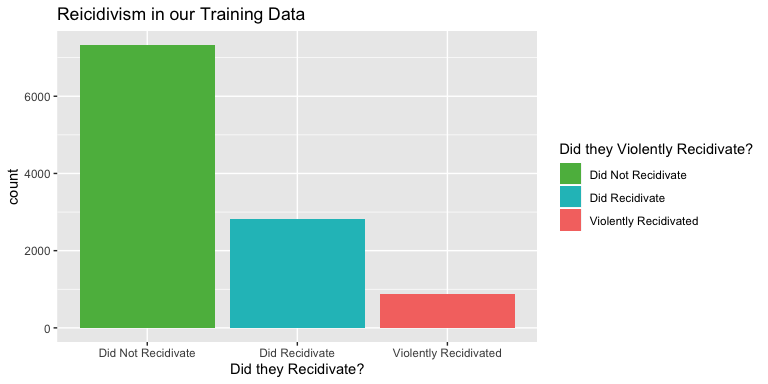 Reicidivism in our Training Data
count
6000
4000
2000
0
Did Not Recidivate
Did Recidivate
Violently Recidivated
Did they Recidivate?
Did they Violently Recidivate?
Did Not Recidivate
Did Recidivate
Violently Recidivated